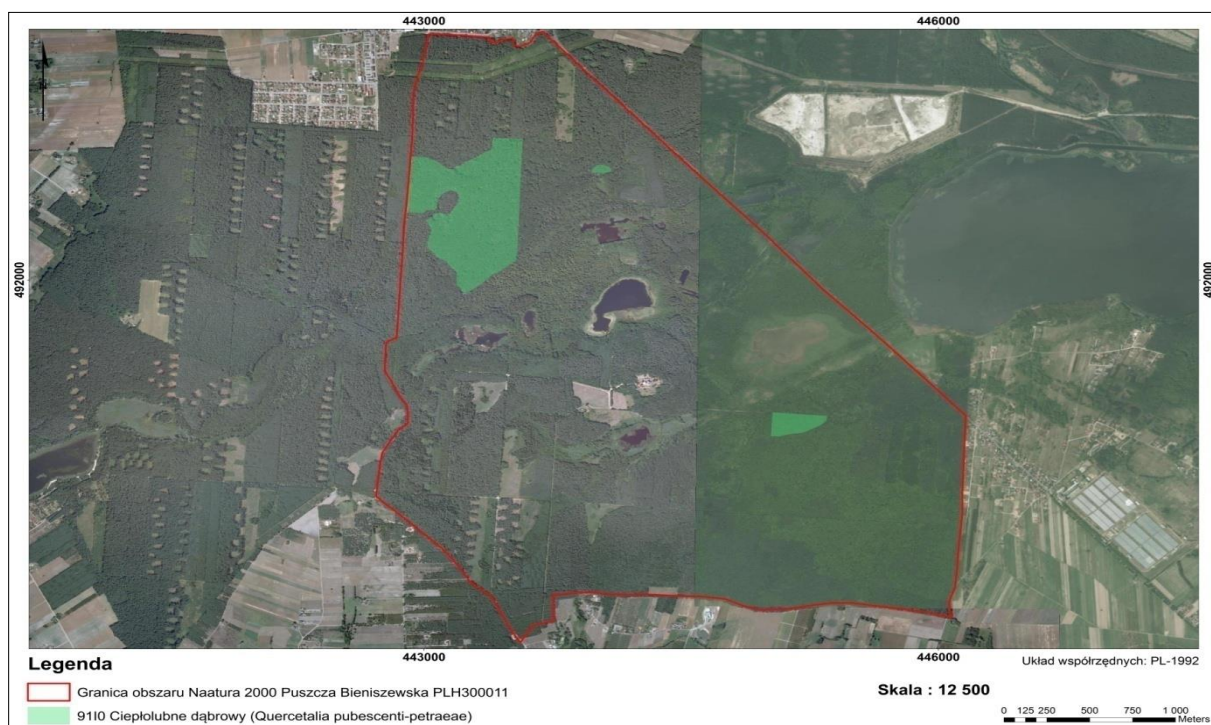 443000
446000
492000
492000
443000
446000
Legenda
Układ współrzędnych: PL-1992
Granica obszaru Naatura 2000 Puszcza Bieniszewska PLH300011
Skala : 12 500
91I0 Ciepłolubne dąbrowy (Quercetalia pubescenti-petraeae)
0 125 250 500 750 1 000
Meters